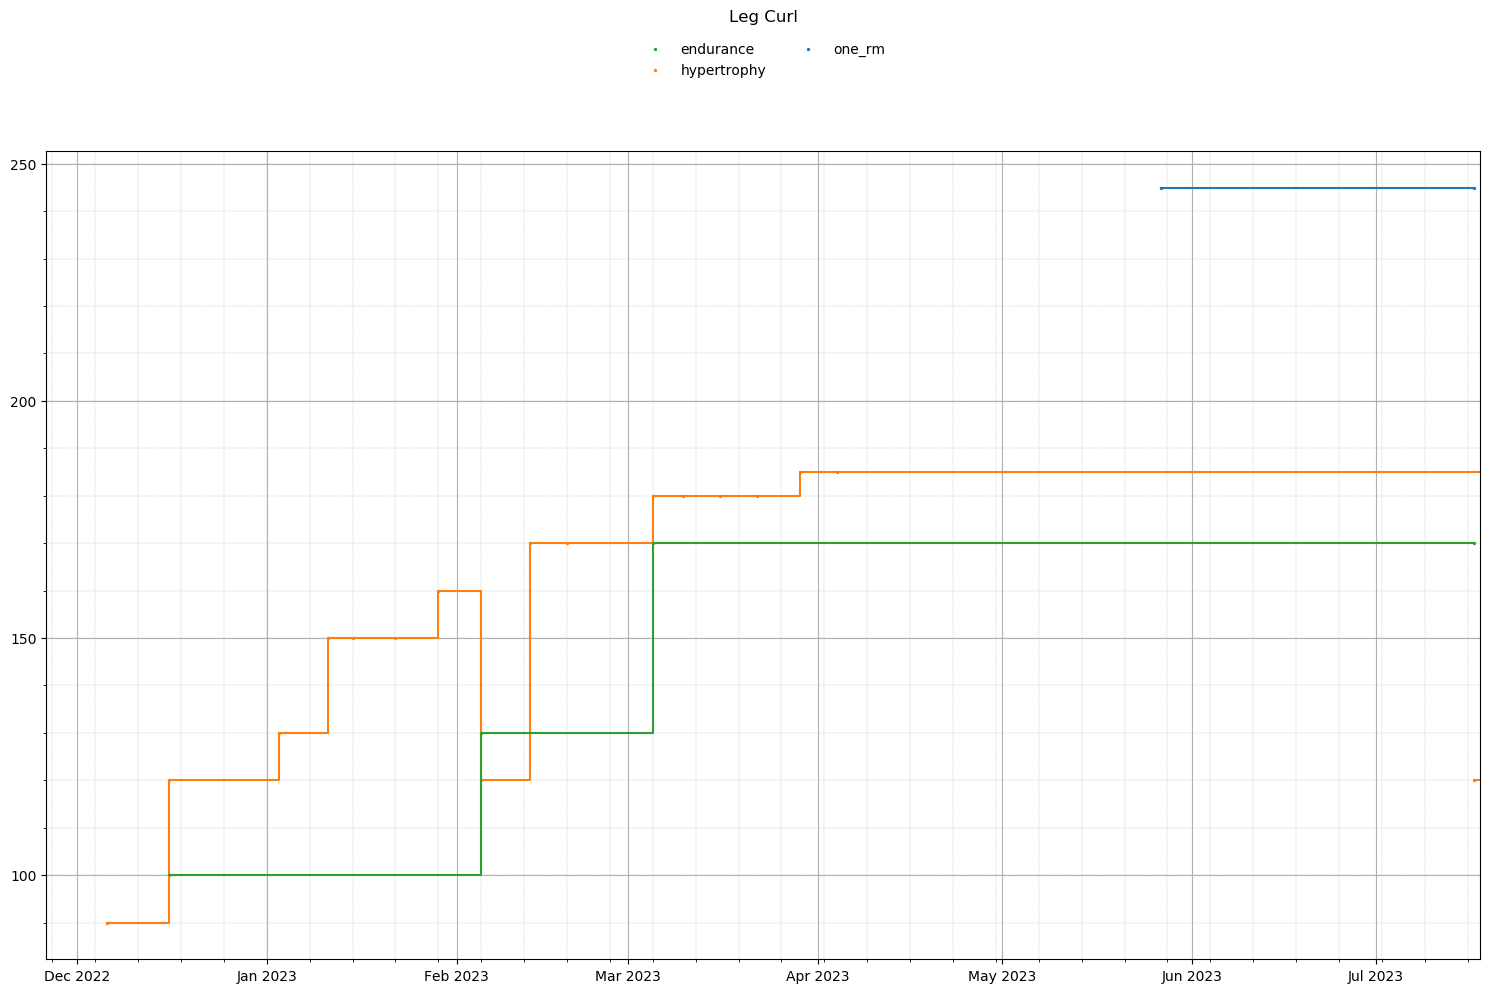 Leg Curl
endurance
hypertrophy
one_rm
250
200
150
100
Dec 2022
Jan 2023
Feb 2023
Mar 2023
Apr 2023
May 2023
Jun 2023
Jul 2023